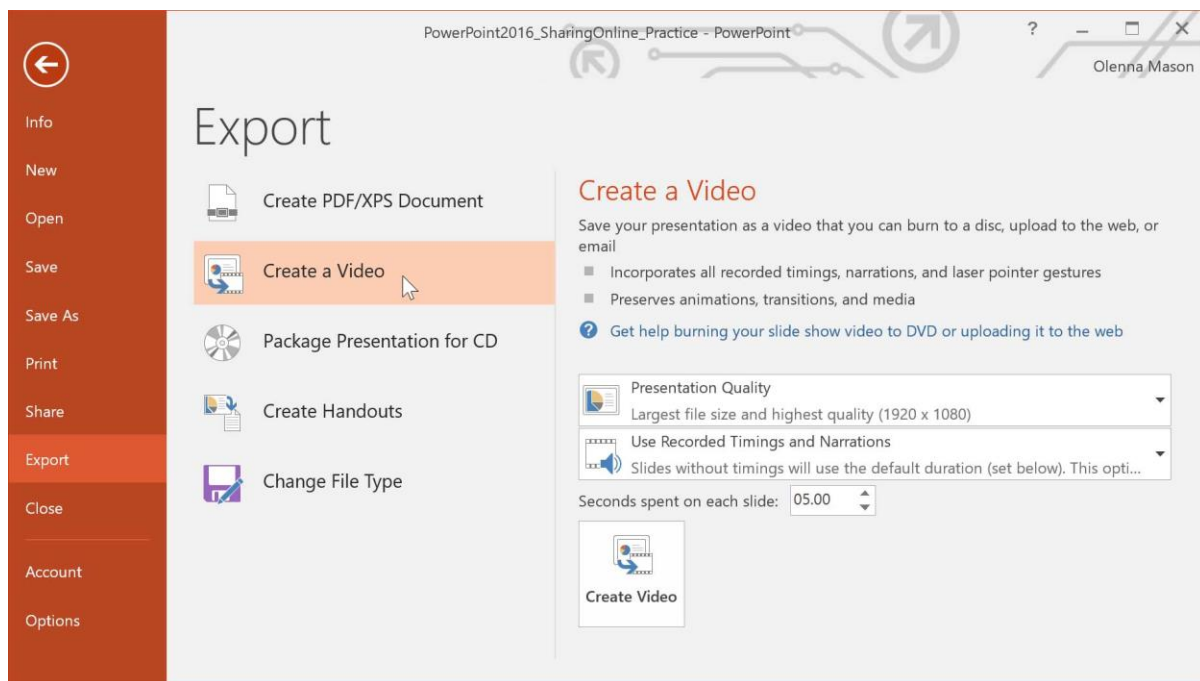 PowerPoint2016_SharingOnline_Practice - PowerPoint
?
Olenna Mason
Info
New
Open
Save
Save As
Print
Share
Export
Close
Account
Options
Export
Create PDF/XPS Document
Create a Video
Package Presentation for CD
Create Handouts
Change File Type
Create a Video
Save your presentation as a video that you can burn to a disc, upload to the web, or
email
Incorporates all recorded timings, narrations, and laser pointer gestures
Preserves animations, transitions, and media
? Get help burning your slide show video to DVD or uploading it to the web
Presentation Quality
Largest file size and highest quality (1920 x 1080)
Use Recorded Timings and Narrations
Slides without timings will use the default duration (set below). This opti...
Seconds spent on each slide: 05.00
Create Video